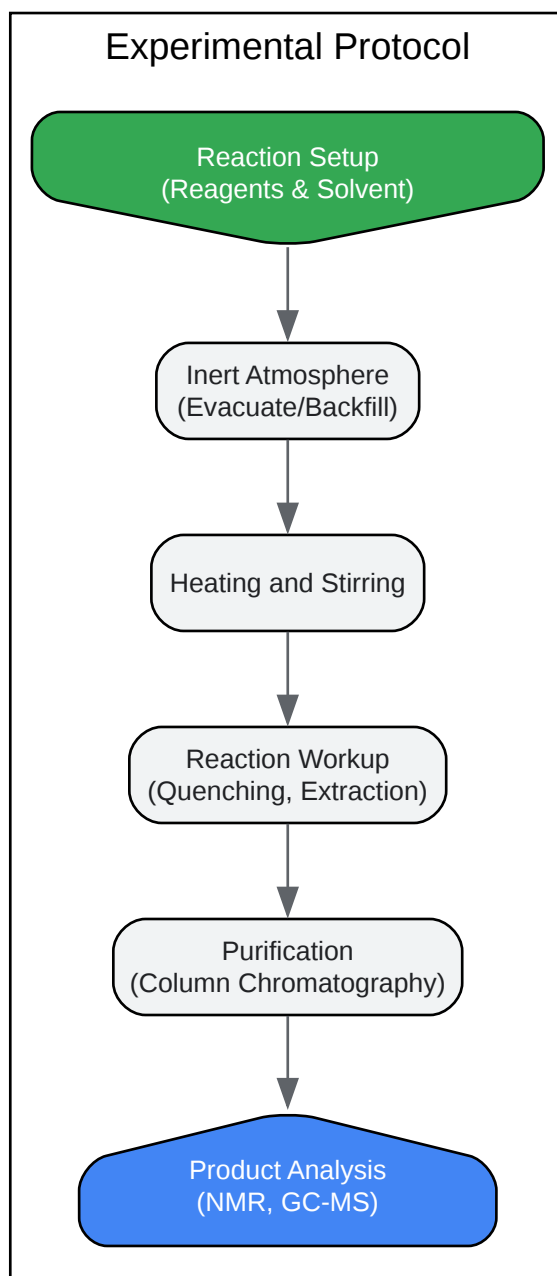 Experimental Protocol
Reaction Setup
(Reagents & Solvent)
Inert Atmosphere
(Evacuate/Backfill)
Heating and Stirring
Reaction Workup
(Quenching, Extraction)
Purification
(Column Chromatography)
Product Analysis
(NMR, GC-MS)